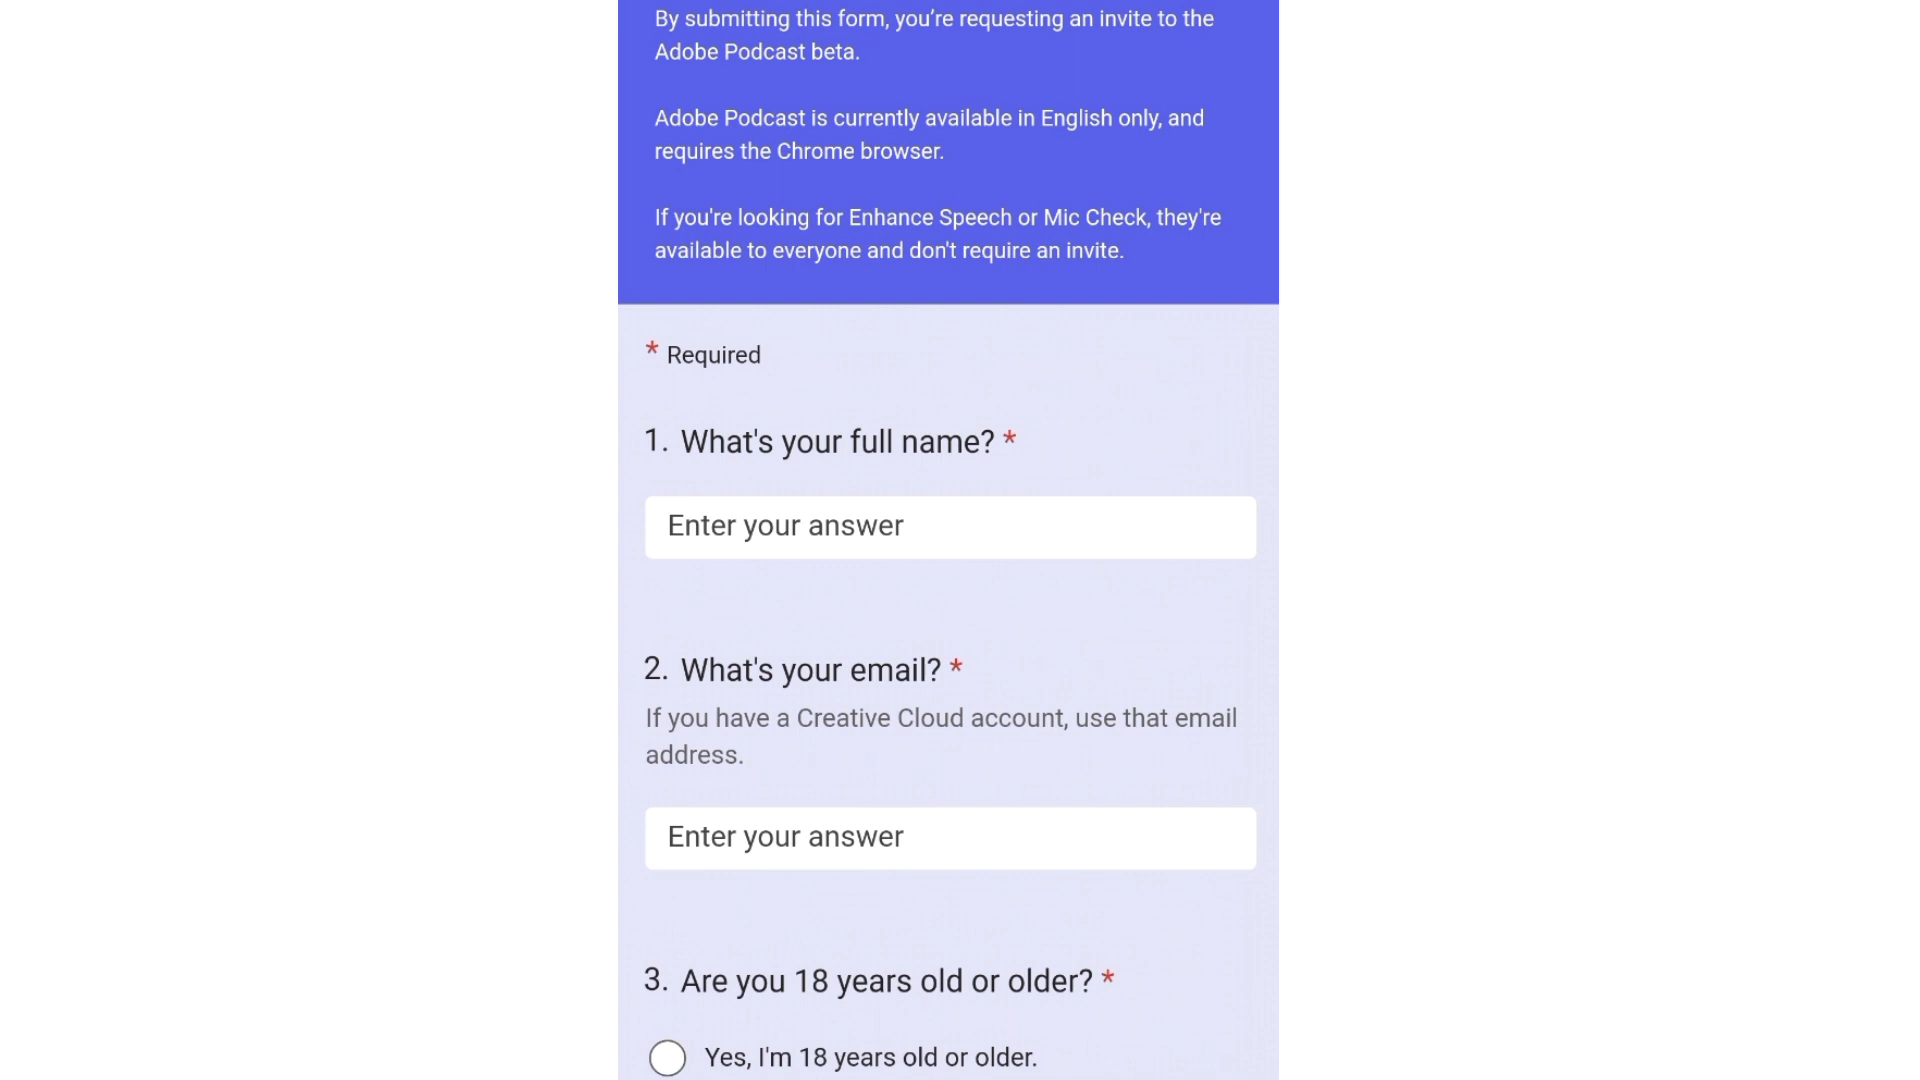 By submitting this form, you’re requesting an invite to the
Adobe Podcast beta.
Adobe Podcast is currently available in English only, and
requires the Chrome browser.
If you're looking for Enhance Speech or Mic Check, they're
available to everyone and don't require an invite.
* Required
1. What's your full name? *
Enter your answer
2. What's your email? *
If you have a Creative Cloud account, use that email
address.
Enter your answer
3. Are you 18 years old or older? *
Yes, I'm 18 years old or older.